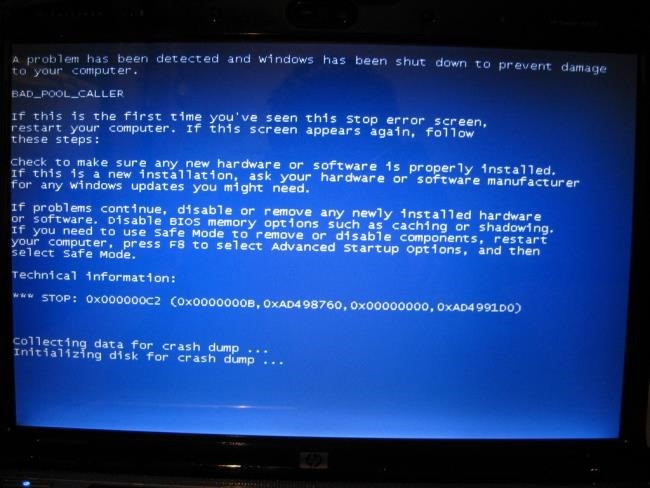 A problem has been detected and Windows has been shut down to prevent damage
to your computer.
BAD_POOL_CALLER
If this is the first time you've seen this Stop error screen,
restart your computer. If this screen appears again, follow
these steps:
Check to make sure any new hardware or software is properly installed.
If this is a new installation, ask your hardware or software manufacturer
for any Windows updates you might need.
If problems continue, disable or remove any newly installed hardware
or software. Disable BIOS memory options such as caching or shadowing.
If you need to use Safe Mode to remove or disable components, restart
your computer, press F8 to select Advanced Startup Options, and then
select Safe Mode.
Technical information:
*** STOP: 0x000000C2 (0x0000000B,0xAD498760,0x00000000,0xAD4991D0)
Collecting data for crash dump ...
Initializing disk for crash dump ...
hp